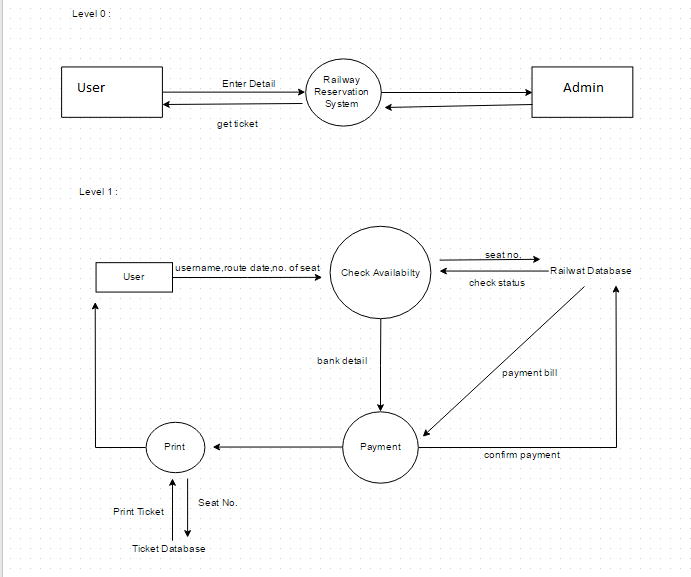 Level 0 :
User
Enter Detail
get ticket
Railway
Reservation
System
Admin
Level 1 :
User
username,route date,no. of seat
Check Availabilty
seat no.
Railwat Database
check status
bank detail
payment bill
Print
Payment
confirm payment
Print Ticket
Seat No.
Ticket Database